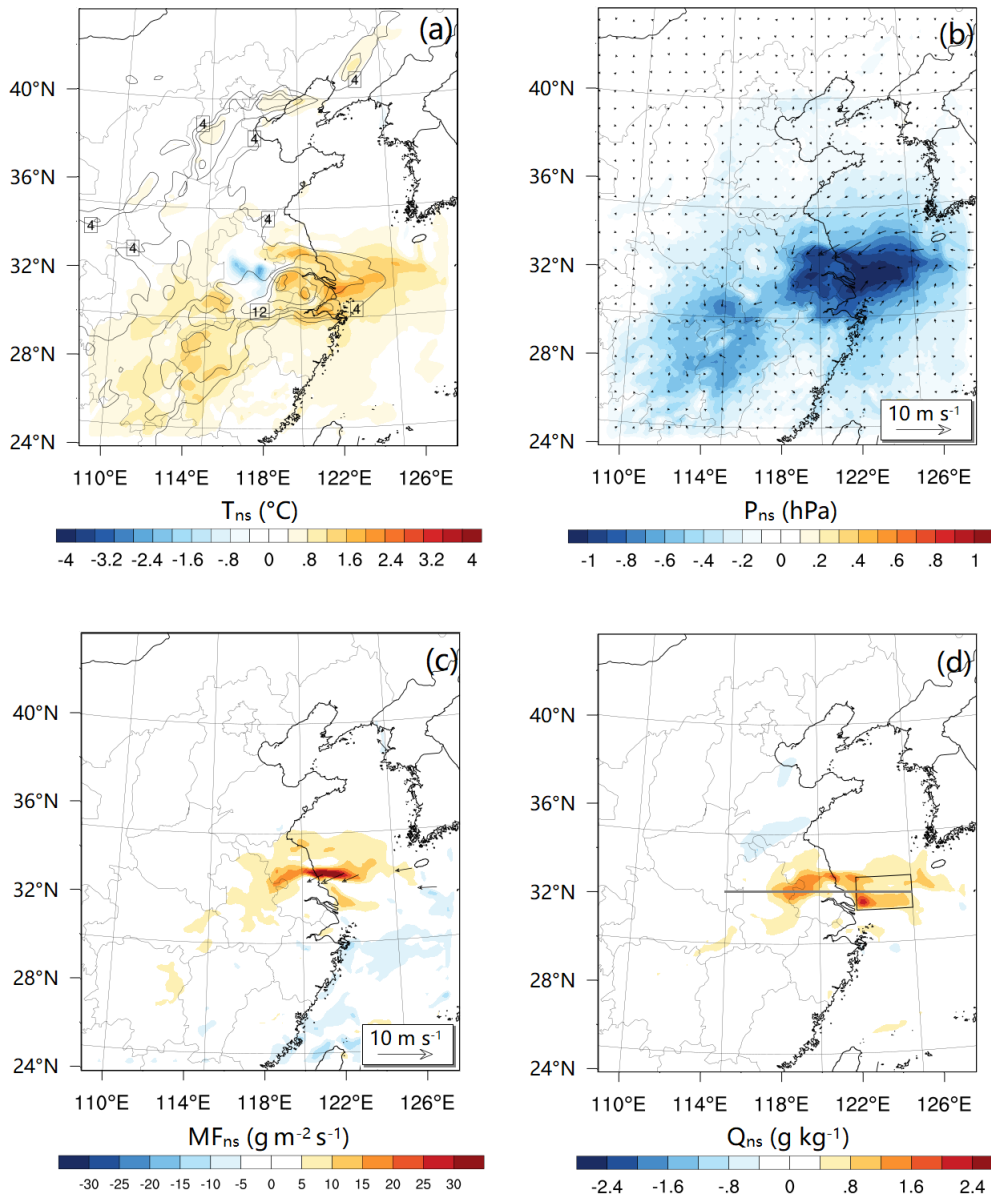 (a)
(b)
40°N
36°N
32°N
28°N
24°N
4
4
4
4
4
4
12
4
110°E
114°E
118°E
122°E
126°E
Tns (°C)
-4 -3.2 -2.4 -1.6 -.8 0 .8 1.6 2.4 3.2 4
40°N
36°N
32°N
28°N
24°N
10 m s-1
110°E
114°E
118°E
122°E
126°E
Pns (hPa)
-1 -.8 -.6 -.4 -.2 0 .2 .4 .6 .8 1
(c)
(d)
40°N
36°N
32°N
28°N
24°N
10 m s-1
110°E
114°E
118°E
122°E
126°E
MFns (g m-2 s-1)
-30 -25 -20 -15 -10 -5 0 5 10 15 20 25 30
40°N
36°N
32°N
28°N
24°N
110°E
114°E
118°E
122°E
126°E
Qns (g kg-1)
-2.4 -1.6 -.8 0 .8 1.6 2.4